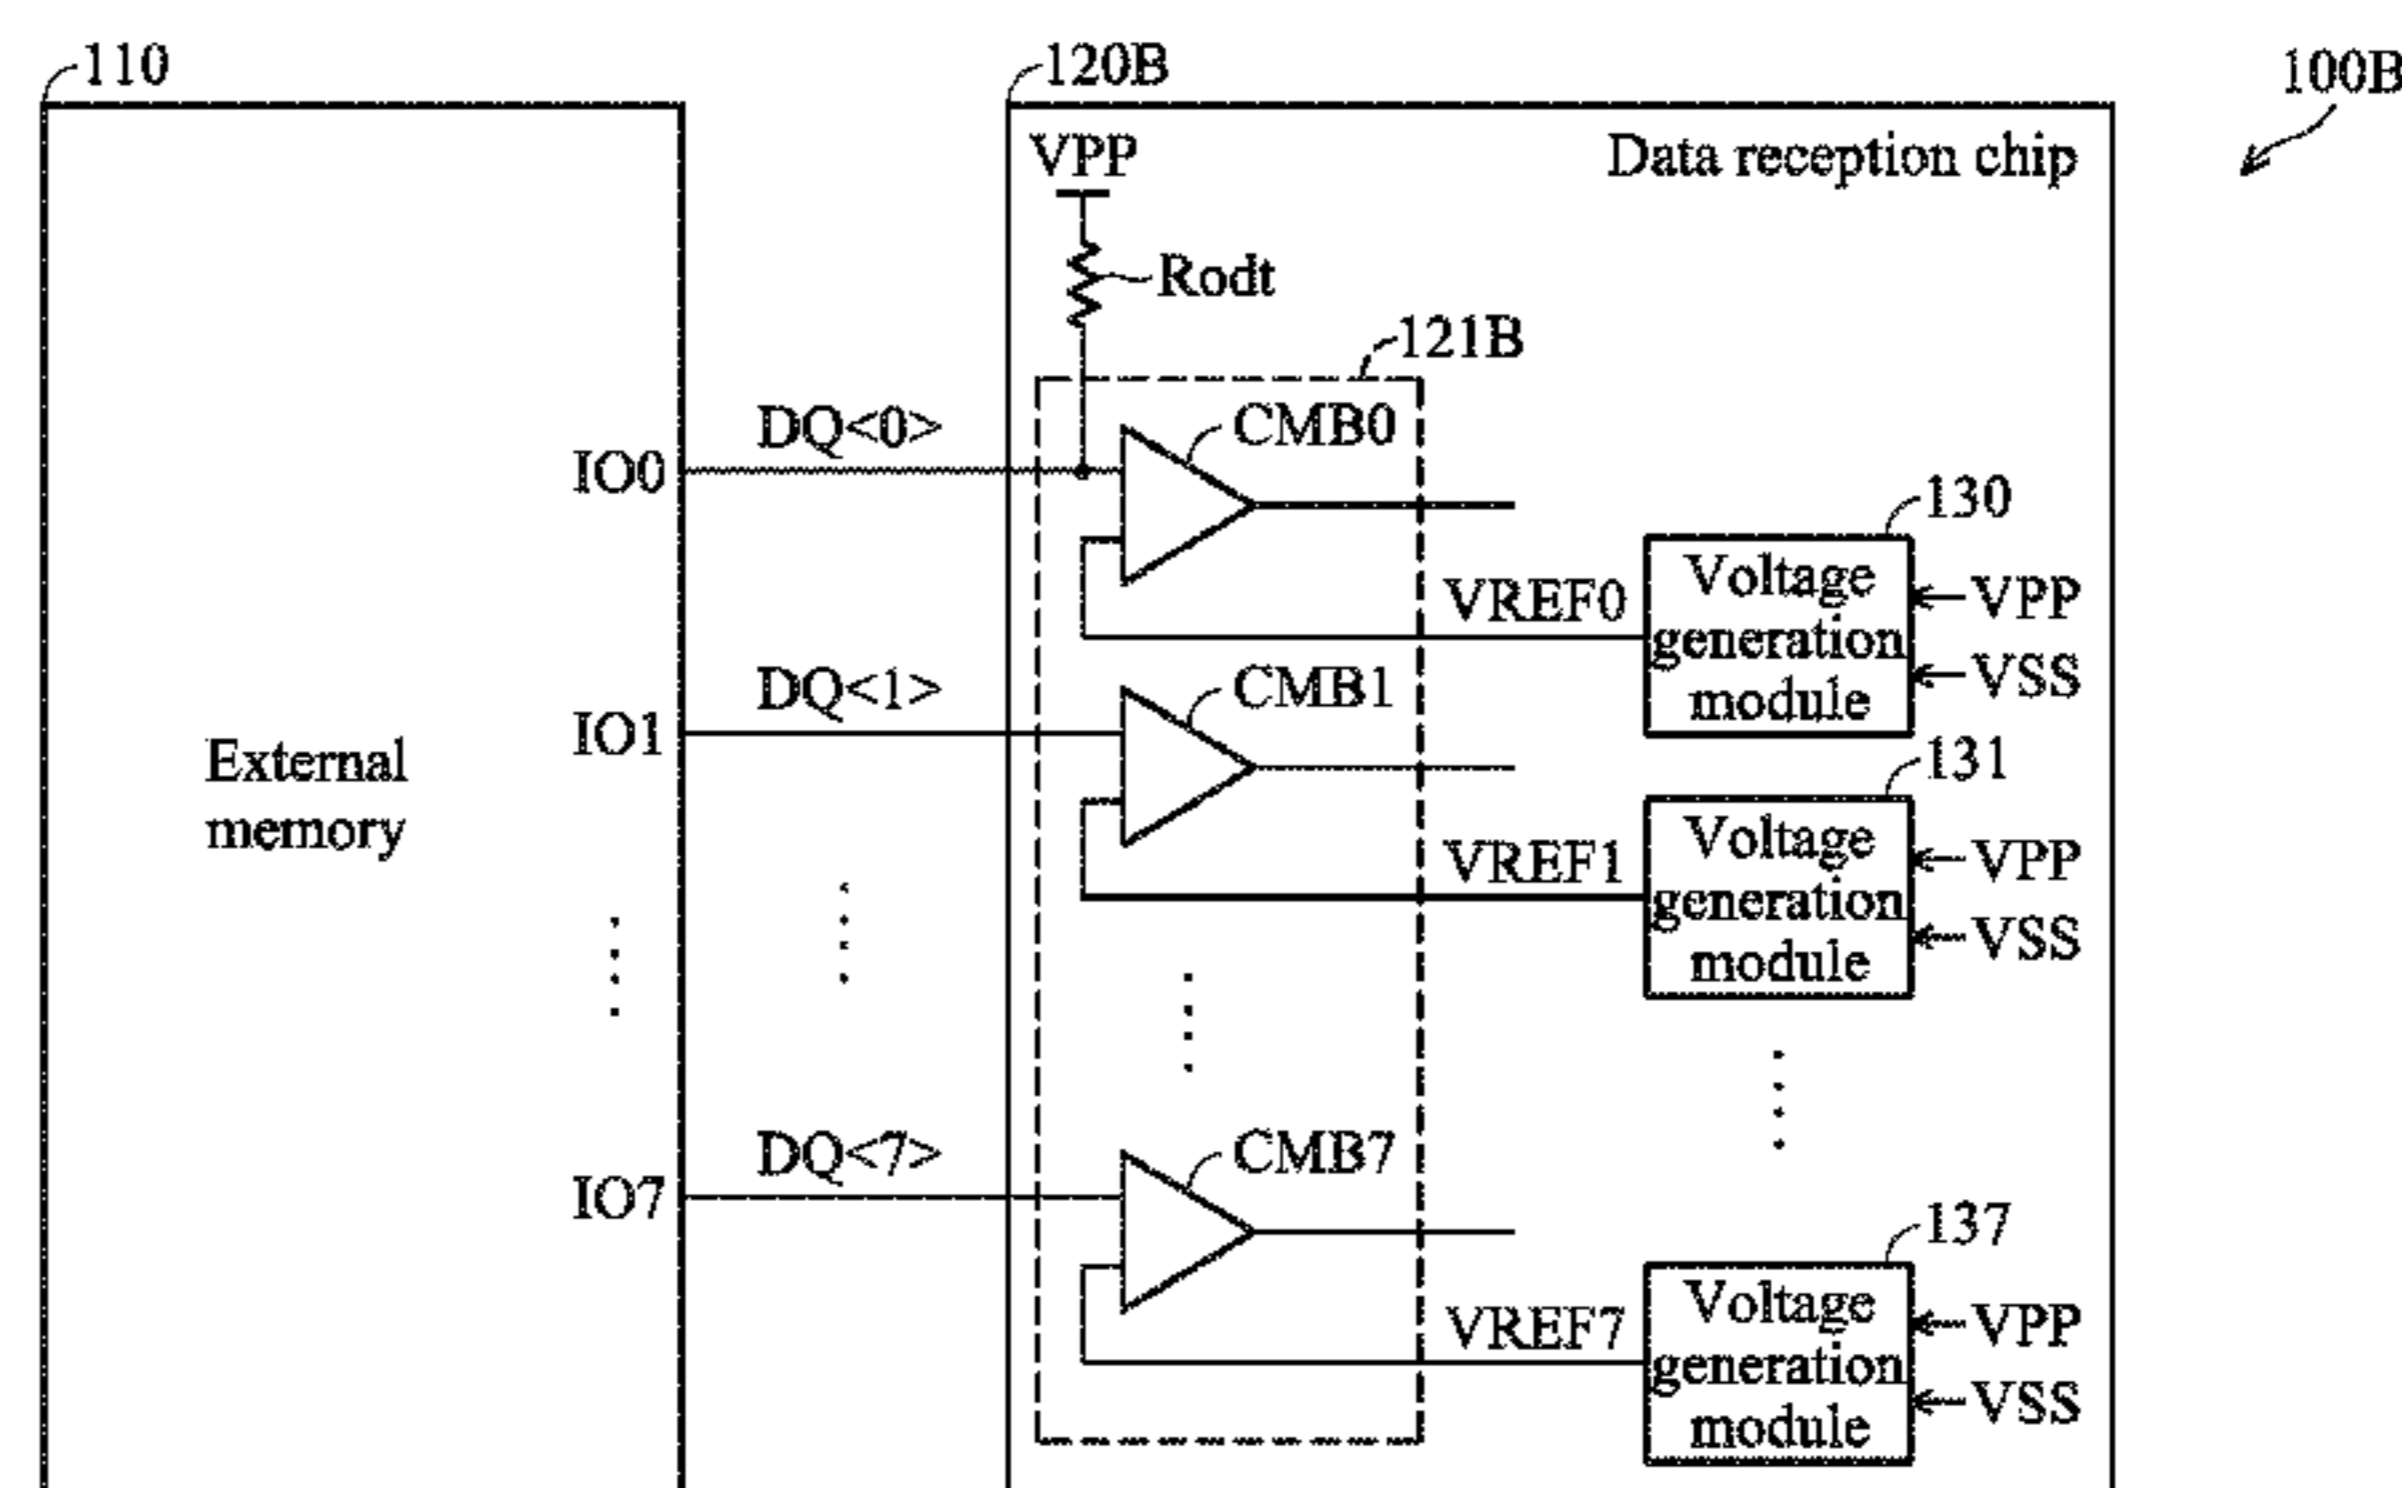 110
120B
100B
VPP
Data reception chip
Rodt
121B
DQ<0>
CMB0
IO0
130
Voltage
generation
module
VPP
VSS
VREF0
DQ<1>
CMB1
IO1
External
memory
131
Voltage
generation
module
VPP
VSS
VREF1
DQ<7>
CMB7
IO7
137
Voltage
generation
module
VPP
VSS
VREF7